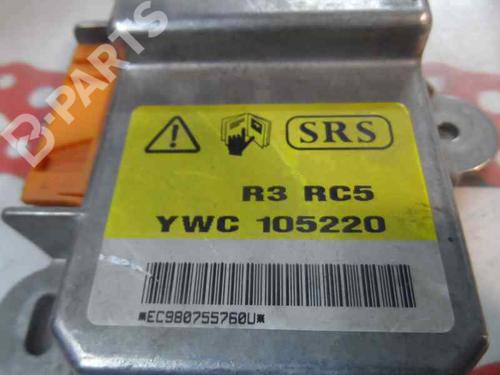 B-PARTS
SRS
R3 RC5
YWC 105220
*EC980755760U*